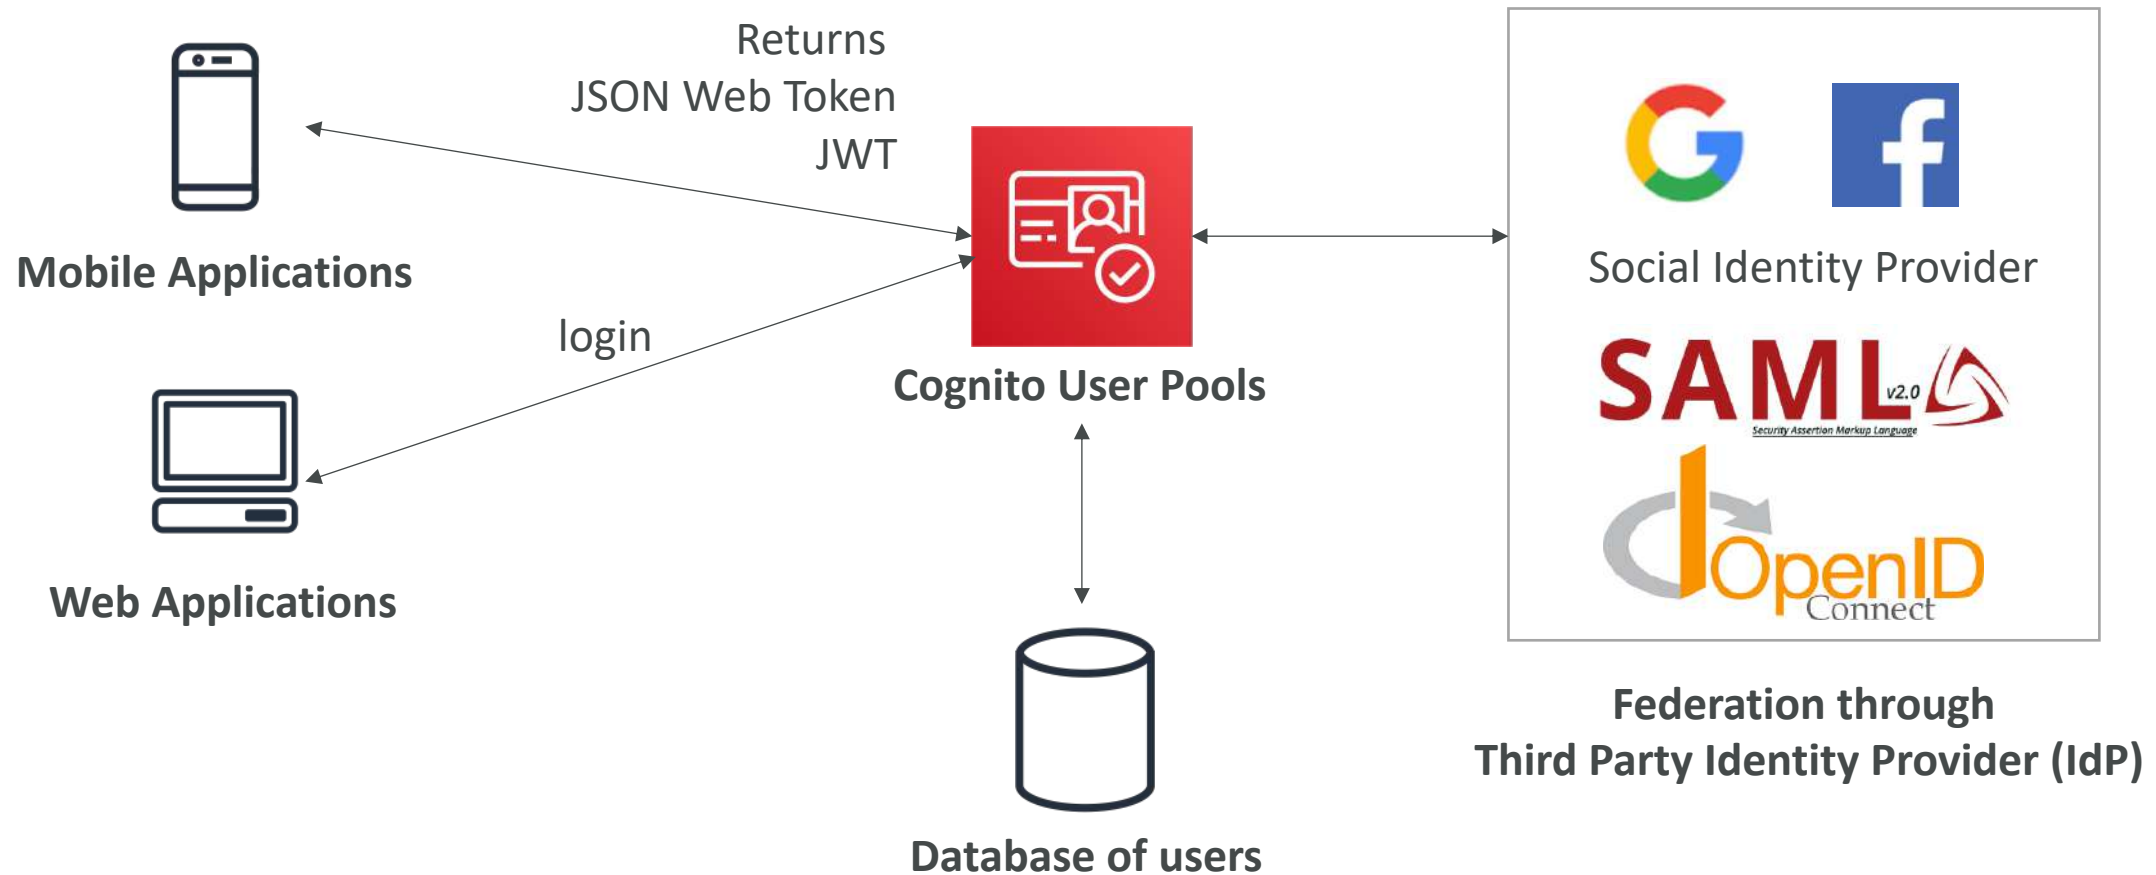 Returns
JSON Web Token
JWT
Mobile Applications
login
Web Applications
Cognito User Pools
Database of users
Social Identity Provider
SAML v2.0
Security Assertion Markup Language
OpenID
Connect
Federation through
Third Party Identity Provider (IdP)